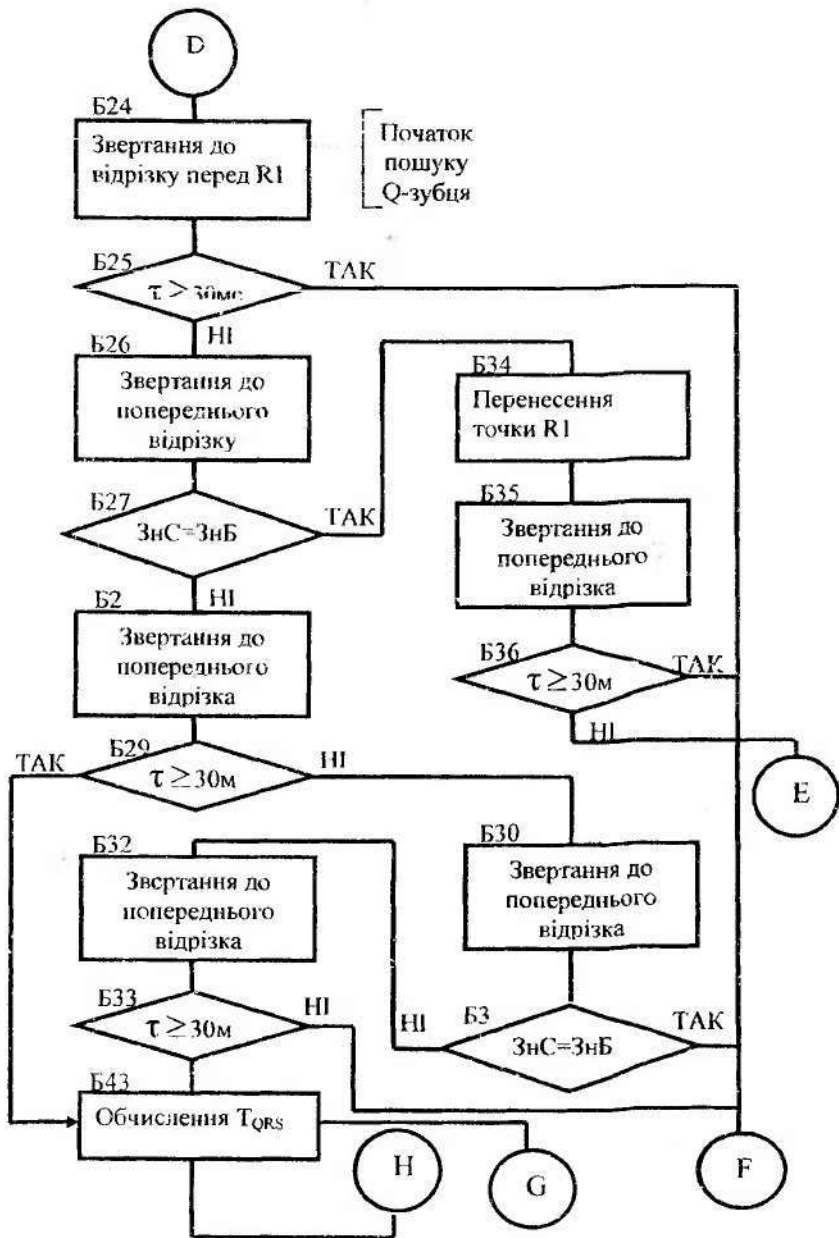 D
Б24
Звертання до
відрізку перед R1
Початок
пошуку
Q-зубця
Б25
τ ≥ 30мс
ТАК
НІ
Б26
Звертання до
попереднього
відрізку
Б34
Перенесення
точки R1
Б27
ЗнС=ЗнБ
ТАК
НІ
Б35
Звертання до
попереднього
відрізка
Б2
Звертання до
попереднього
відрізка
Б36
τ ≥30м
ТАК
НІ
E
Б29
ТАК
τ ≥30м
НІ
Б32
Звертання до
попереднього
відрізка
Б30
Звертання до
попереднього
відрізка
Б33
τ ≥30м
НІ
НІ
Б3
ЗнС=ЗнБ
ТАК
Б43
Обчислення TQRS
H
G
F